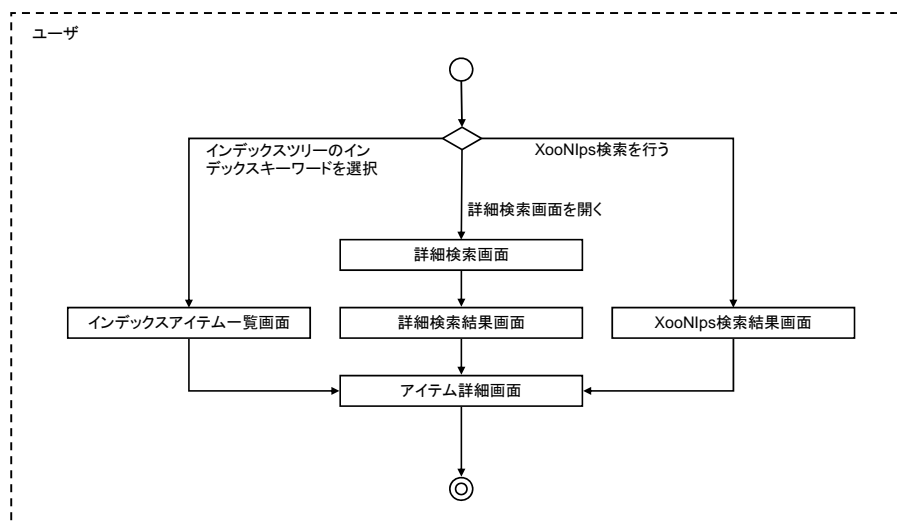 ユーザ
インデックスツリーのイン
デックスキーワードを選択
XooNIps検索を行う
詳細検索画面を開く
詳細検索画面
インデックスアイテム一覧画面
詳細検索結果画面
XooNIps検索結果画面
アイテム詳細画面